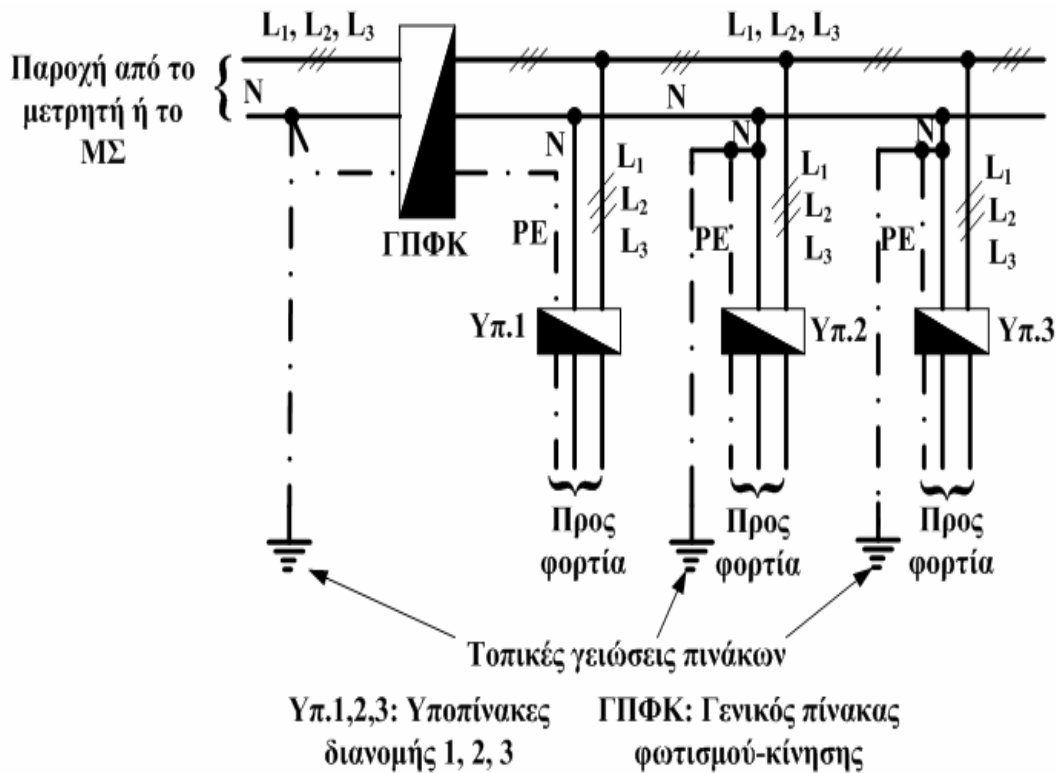 L₁, L₂, L₃
L₁, L₂, L₃
Παροχή από το
μετρητή ή το
ΜΣ
N
N
N
N
N
L₁
L₂
L₃
L₁
L₂
L₃
L₁
L₂
L₃
PE
PE
PE
ΓΠΦΚ
Υπ.1
Υπ.2
Υπ.3
Προς
φορτία
Προς
φορτία
Προς
φορτία
Τοπικές γειώσεις πινάκων
Υπ.1,2,3: Υποπίνακες
διανομής 1, 2, 3
ΓΠΦΚ: Γενικός πίνακας
φωτισμού-κίνησης